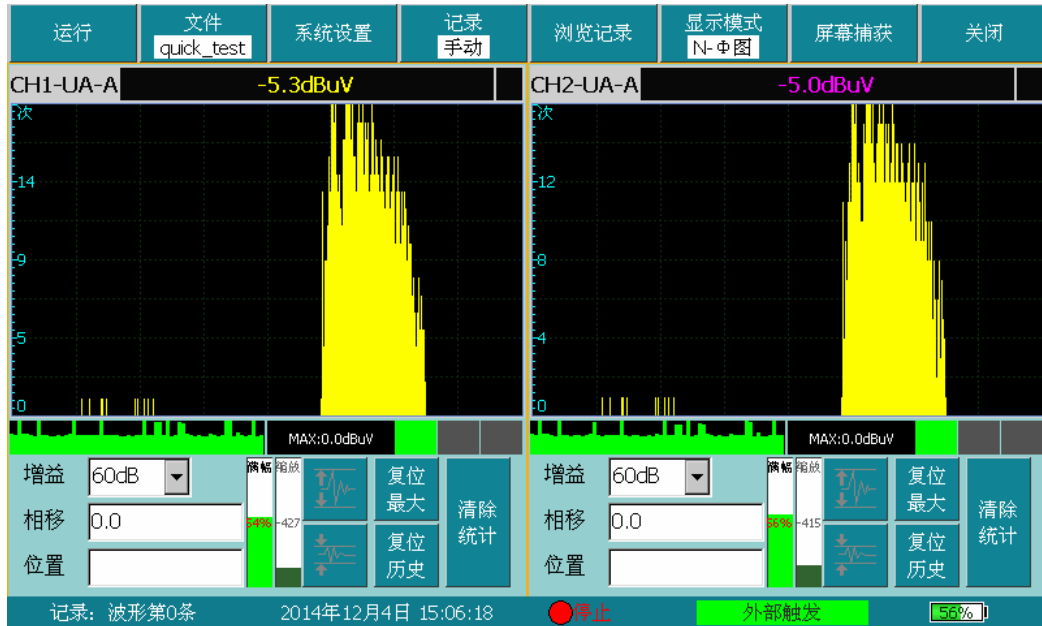 运行
文件
quick_test
系统设置
记录
手动
浏览记录
显示模式
N-Φ图
屏幕捕获
关闭
CH1-UA-A
-5.3dBuV
CH2-UA-A
-5.0dBuV
次
14
9
5
0
次
12
8
4
0
MAX:0.0dBuV
MAX:0.0dBuV
增益
60dB
相移
0.0
位置
满幅
缩放
54%
-427
复位
最大
复位
历史
清除
统计
增益
60dB
相移
0.0
位置
满幅
缩放
56%
-415
复位
最大
复位
历史
清除
统计
记录: 波形第0条
2014年12月4日 15:06:18
停止
外部触发
56%